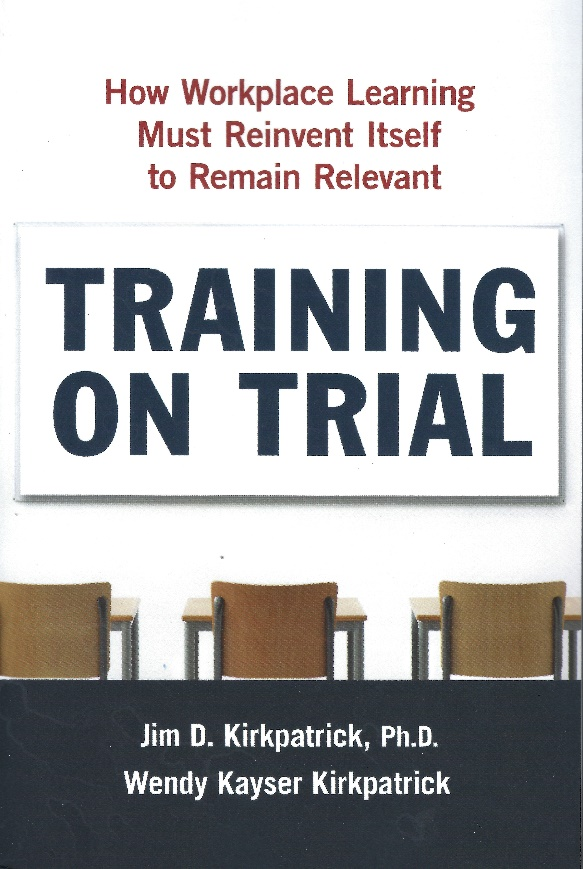 How Workplace Learning
Must Reinvent Itself
to Remain Relevant
TRAINING
ON TRIAL
Jim D. Kirkpatrick, Ph.D.
Wendy Kayser Kirkpatrick